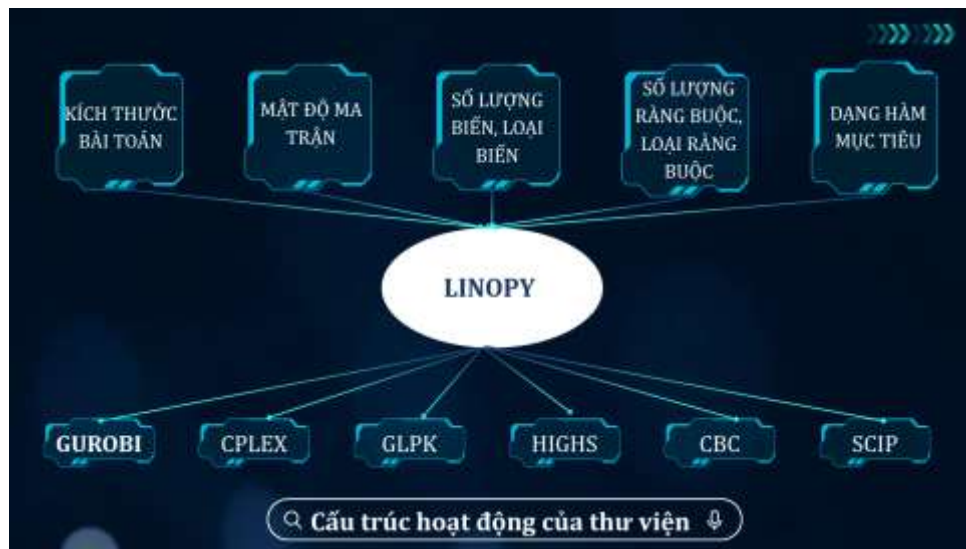 KÍCH THƯỚC
BÀI TOÁN
MẬT ĐỘ MA
TRẬN
SỐ LƯỢNG
BIẾN, LOẠI
BIẾN
SỐ LƯỢNG
RÀNG BUỘC,
LOẠI RÀNG
BUỘC
DẠNG HÀM
MỤC TIÊU
LINOPY
GUROBI
CPLEX
GLPK
HIGHS
CBC
SCIP
Cấu trúc hoạt động của thư viện